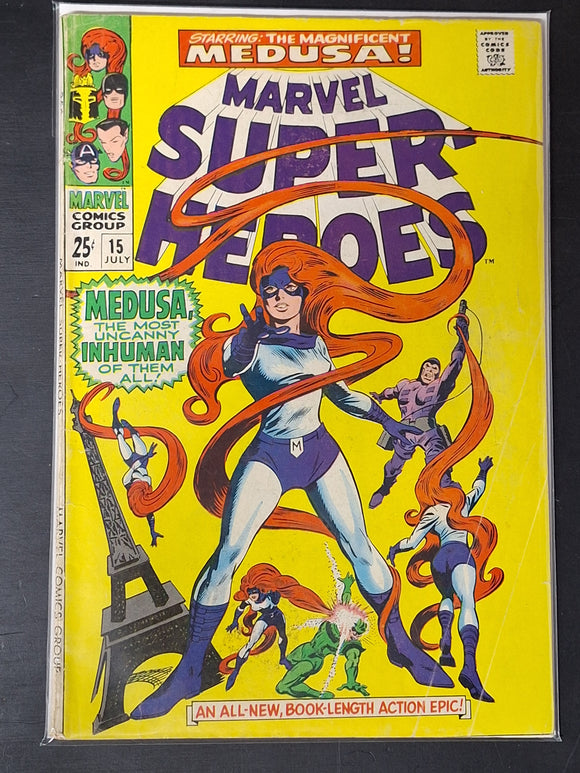 STARRING: THE MAGNIFICENT
MEDUSA!
APPROVED
BY THE
COMICS
CODE
AUTHORITY
MARVEL
SUPER-
HEROES
TM
A
MARVEL
COMICS
GROUP
25¢
IND.
15
JULY
MEDUSA,
THE MOST
UNCANNY
INHUMAN
OF THEM
ALL!
M
AN ALL-NEW, BOOK-LENGTH ACTION EPIC!
MARVEL SUPER HEROES
MARVEL COMICS GROUP